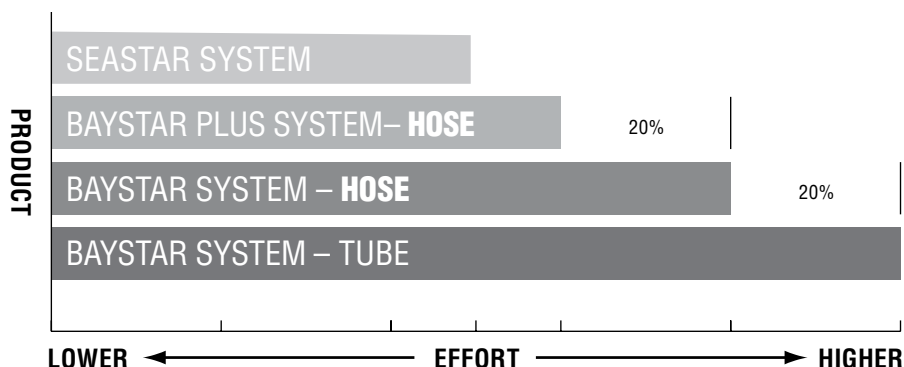 SEASTAR SYSTEM
BAYSTAR PLUS SYSTEM– HOSE
20%
BAYSTAR SYSTEM – HOSE
20%
BAYSTAR SYSTEM – TUBE
PRODUCT
LOWER EFFORT HIGHER